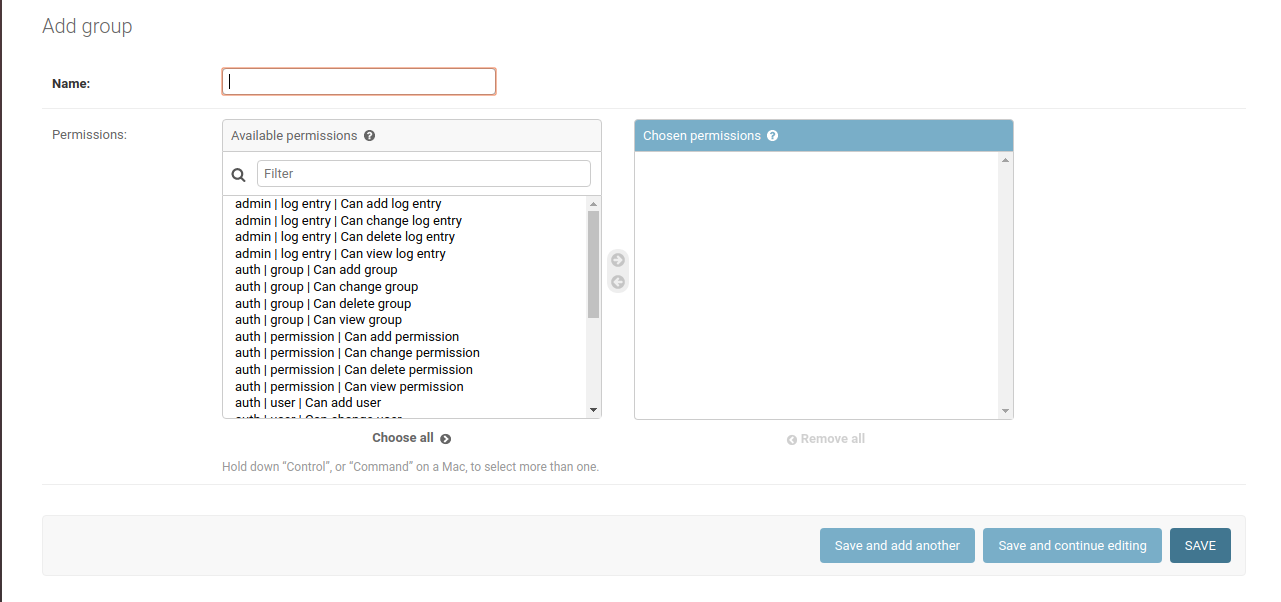 Add group
Name:
Permissions:
Available permissions ?
Chosen permissions ?
Filter
admin | log entry | Can add log entry
admin | log entry | Can change log entry
admin | log entry | Can delete log entry
admin | log entry | Can view log entry
auth | group | Can add group
auth | group | Can change group
auth | group | Can delete group
auth | group | Can view group
auth | permission | Can add permission
auth | permission | Can change permission
auth | permission | Can delete permission
auth | permission | Can view permission
auth | user | Can add user
auth | user | Can change user
Choose all
Remove all
Hold down “Control”, or “Command” on a Mac, to select more than one.
Save and add another
Save and continue editing
SAVE